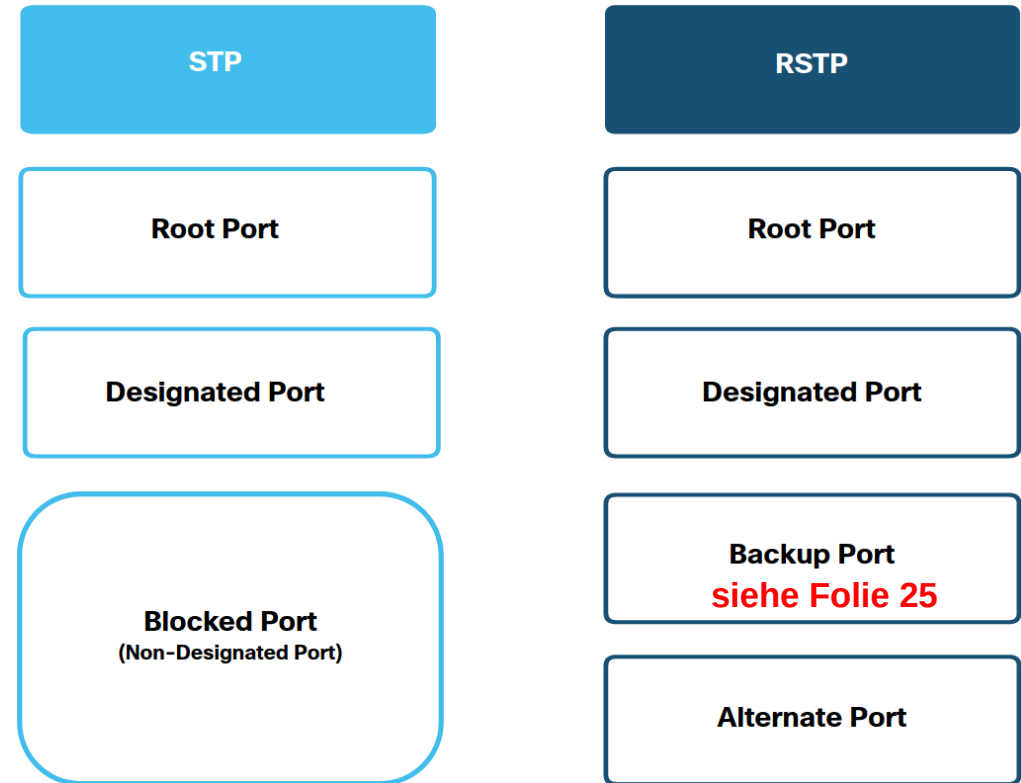 STP
RSTP
Root Port
Root Port
Designated Port
Designated Port
Blocked Port
(Non-Designated Port)
Backup Port
siehe Folie 25
Alternate Port